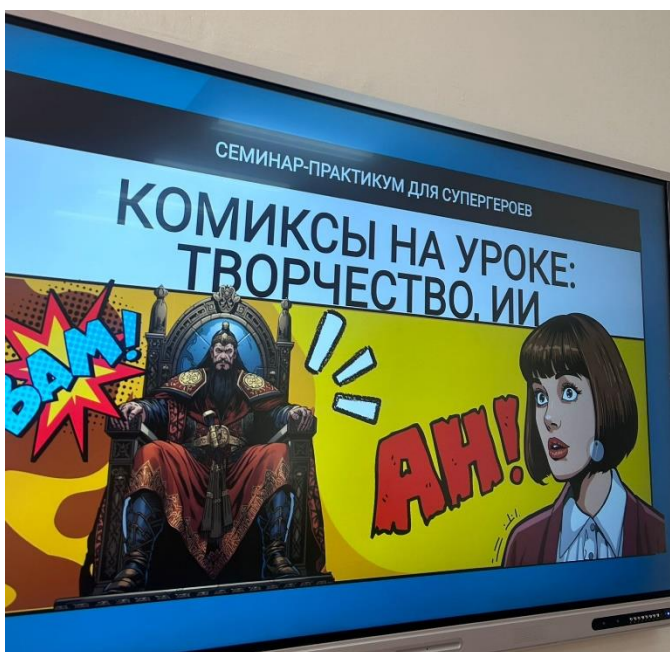 СЕМИНАР-ПРАКТИКУМ ДЛЯ СУПЕРГЕРОЕВ
КОМИКСЫ НА УРОКЕ:
ТВОРЧЕСТВО, ИИ
BAM!
AH!